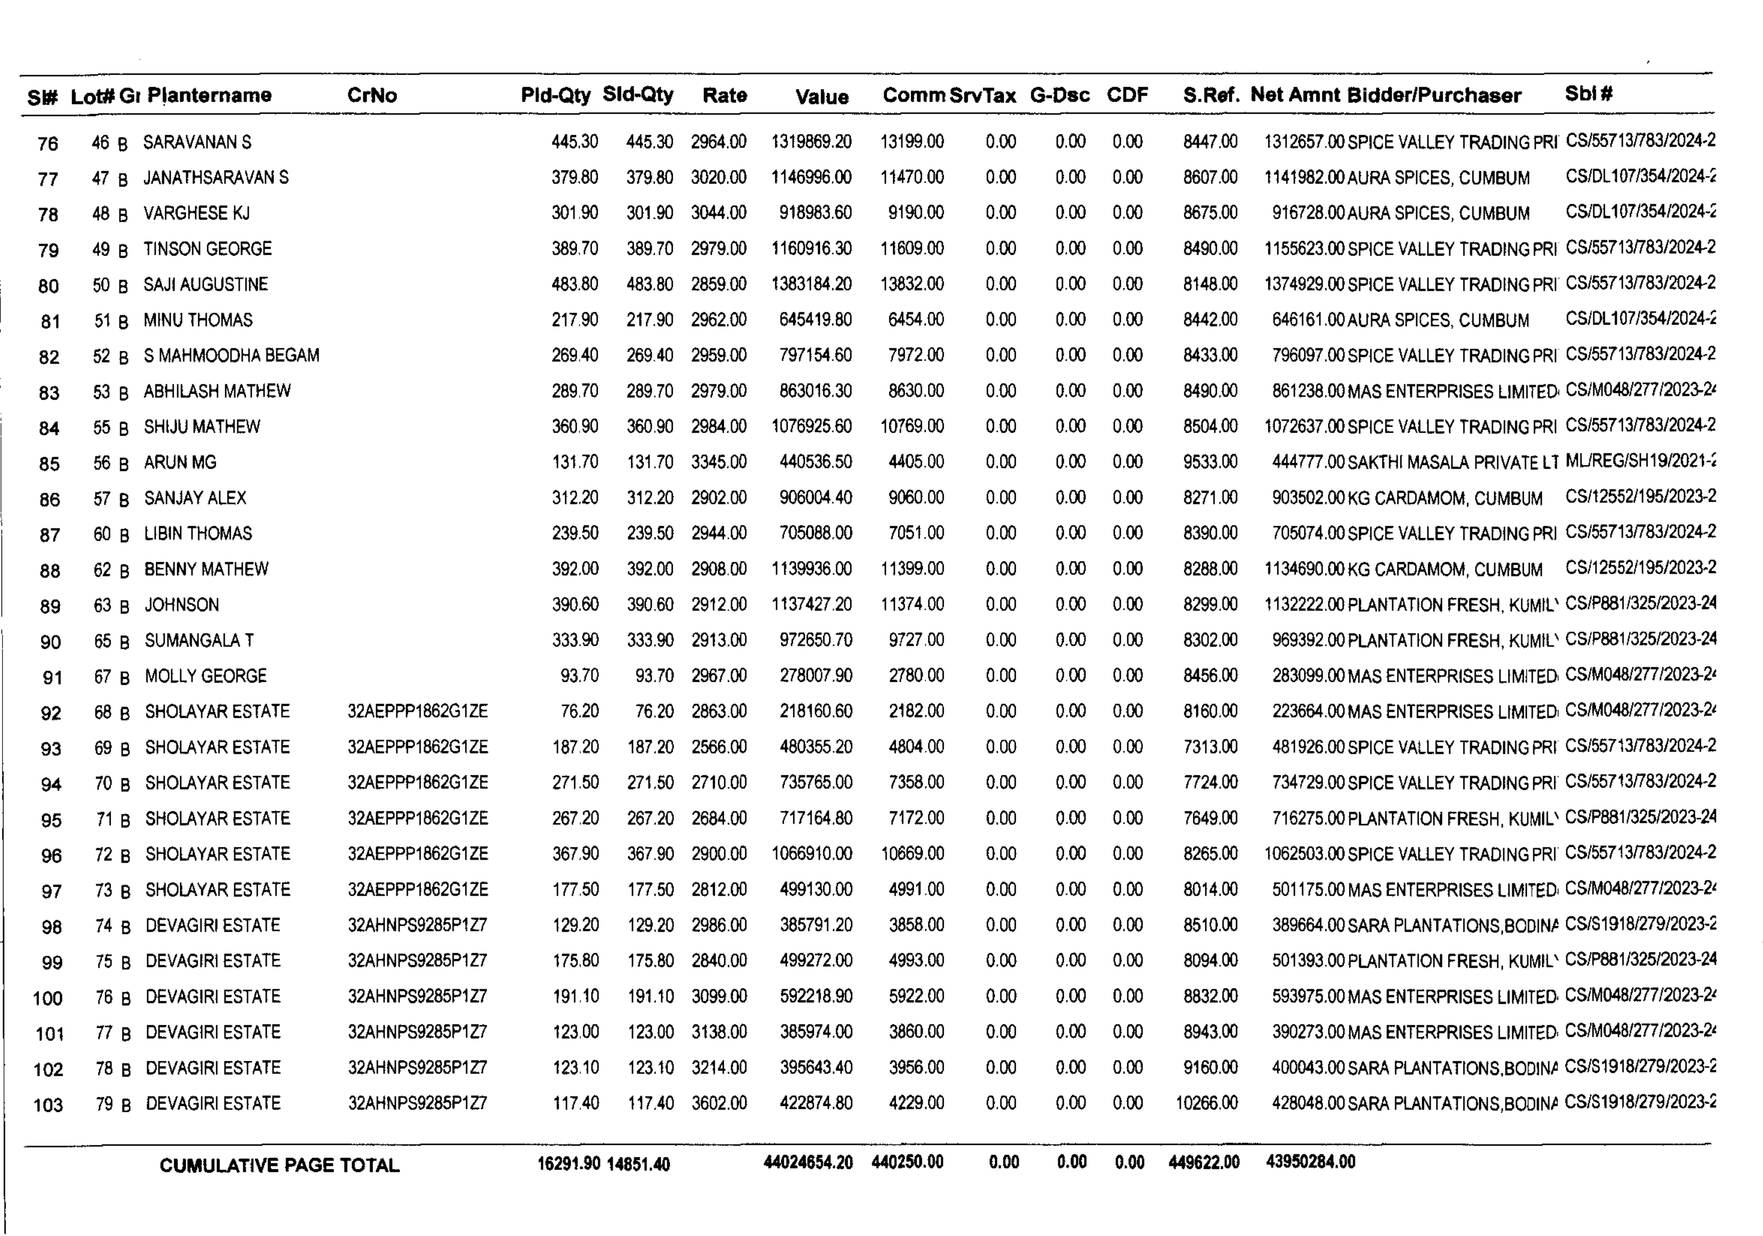 Sl# Lot# Gr Plantername CrNo Pld-Qty Sld-Qty Rate Value Comm SrvTax G-Dsc CDF S.Ref. Net Amnt Bidder/Purchaser Sbl #
76 46 B SARAVANAN S 445.30 445.30 2964.00 1319869.20 13199.00 0.00 0.00 0.00 8447.00 1312657.00 SPICE VALLEY TRADING PRI CS/55713/783/2024-2
77 47 B JANATHSARAVAN S 379.80 379.80 3020.00 1146996.00 11470.00 0.00 0.00 0.00 8607.00 1141982.00 AURA SPICES, CUMBUM CS/DL107/354/2024-2
78 48 B VARGHESE KJ 301.90 301.90 3044.00 918983.60 9190.00 0.00 0.00 0.00 8675.00 916728.00 AURA SPICES, CUMBUM CS/DL107/354/2024-2
79 49 B TINSON GEORGE 389.70 389.70 2979.00 1160916.30 11609.00 0.00 0.00 0.00 8490.00 1155623.00 SPICE VALLEY TRADING PRI CS/55713/783/2024-2
80 50 B SAJI AUGUSTINE 483.80 483.80 2859.00 1383184.20 13832.00 0.00 0.00 0.00 8148.00 1374929.00 SPICE VALLEY TRADING PRI CS/55713/783/2024-2
81 51 B MINU THOMAS 217.90 217.90 2962.00 645419.80 6454.00 0.00 0.00 0.00 8442.00 646161.00 AURA SPICES, CUMBUM CS/DL107/354/2024-2
82 52 B S MAHMOODHA BEGAM 269.40 269.40 2959.00 797154.60 7972.00 0.00 0.00 0.00 8433.00 796097.00 SPICE VALLEY TRADING PRI CS/55713/783/2024-2
83 53 B ABHILASH MATHEW 289.70 289.70 2979.00 863016.30 8630.00 0.00 0.00 0.00 8490.00 861238.00 MAS ENTERPRISES LIMITED CS/M048/277/2023-24
84 55 B SHIJU MATHEW 360.90 360.90 2984.00 1076925.60 10769.00 0.00 0.00 0.00 8504.00 1072637.00 SPICE VALLEY TRADING PRI CS/55713/783/2024-2
85 56 B ARUN MG 131.70 131.70 3345.00 440536.50 4405.00 0.00 0.00 0.00 9533.00 444777.00 SAKTHI MASALA PRIVATE LT ML/REG/SH19/2021-2
86 57 B SANJAY ALEX 312.20 312.20 2902.00 906004.40 9060.00 0.00 0.00 0.00 8271.00 903502.00 KG CARDAMOM, CUMBUM CS/12552/195/2023-2
87 60 B LIBIN THOMAS 239.50 239.50 2944.00 705088.00 7051.00 0.00 0.00 0.00 8390.00 705074.00 SPICE VALLEY TRADING PRI CS/55713/783/2024-2
88 62 B BENNY MATHEW 392.00 392.00 2908.00 1139936.00 11399.00 0.00 0.00 0.00 8288.00 1134690.00 KG CARDAMOM, CUMBUM CS/12552/195/2023-2
89 63 B JOHNSON 390.60 390.60 2912.00 1137427.20 11374.00 0.00 0.00 0.00 8299.00 1132222.00 PLANTATION FRESH, KUMIL CS/P881/325/2023-24
90 65 B SUMANGALA T 333.90 333.90 2913.00 972650.70 9727.00 0.00 0.00 0.00 8302.00 969392.00 PLANTATION FRESH, KUMIL CS/P881/325/2023-24
91 67 B MOLLY GEORGE 93.70 93.70 2967.00 278007.90 2780.00 0.00 0.00 0.00 8456.00 283099.00 MAS ENTERPRISES LIMITED CS/M048/277/2023-24
92 68 B SHOLAYAR ESTATE 32AEPPP1862G1ZE 76.20 76.20 2863.00 218160.60 2182.00 0.00 0.00 0.00 8160.00 223664.00 MAS ENTERPRISES LIMITED CS/M048/277/2023-24
93 69 B SHOLAYAR ESTATE 32AEPPP1862G1ZE 187.20 187.20 2566.00 480355.20 4804.00 0.00 0.00 0.00 7313.00 481926.00 SPICE VALLEY TRADING PRI CS/55713/783/2024-2
94 70 B SHOLAYAR ESTATE 32AEPPP1862G1ZE 271.50 271.50 2710.00 735765.00 7358.00 0.00 0.00 0.00 7724.00 734729.00 SPICE VALLEY TRADING PRI CS/55713/783/2024-2
95 71 B SHOLAYAR ESTATE 32AEPPP1862G1ZE 267.20 267.20 2684.00 717164.80 7172.00 0.00 0.00 0.00 7649.00 716275.00 PLANTATION FRESH, KUMIL CS/P881/325/2023-24
96 72 B SHOLAYAR ESTATE 32AEPPP1862G1ZE 367.90 367.90 2900.00 1066910.00 10669.00 0.00 0.00 0.00 8265.00 1062503.00 SPICE VALLEY TRADING PRI CS/55713/783/2024-2
97 73 B SHOLAYAR ESTATE 32AEPPP1862G1ZE 177.50 177.50 2812.00 499130.00 4991.00 0.00 0.00 0.00 8014.00 501175.00 MAS ENTERPRISES LIMITED CS/M048/277/2023-24
98 74 B DEVAGIRI ESTATE 32AHNPS9285P1Z7 129.20 129.20 2986.00 385791.20 3858.00 0.00 0.00 0.00 8510.00 389664.00 SARA PLANTATIONS,BODINA CS/S1918/279/2023-2
99 75 B DEVAGIRI ESTATE 32AHNPS9285P1Z7 175.80 175.80 2840.00 499272.00 4993.00 0.00 0.00 0.00 8094.00 501393.00 PLANTATION FRESH, KUMIL CS/P881/325/2023-24
100 76 B DEVAGIRI ESTATE 32AHNPS9285P1Z7 191.10 191.10 3099.00 592218.90 5922.00 0.00 0.00 0.00 8832.00 593975.00 MAS ENTERPRISES LIMITED CS/M048/277/2023-24
101 77 B DEVAGIRI ESTATE 32AHNPS9285P1Z7 123.00 123.00 3138.00 385974.00 3860.00 0.00 0.00 0.00 8943.00 390273.00 MAS ENTERPRISES LIMITED CS/M048/277/2023-24
102 78 B DEVAGIRI ESTATE 32AHNPS9285P1Z7 123.10 123.10 3214.00 395643.40 3956.00 0.00 0.00 0.00 9160.00 400043.00 SARA PLANTATIONS,BODINA CS/S1918/279/2023-2
103 79 B DEVAGIRI ESTATE 32AHNPS9285P1Z7 117.40 117.40 3602.00 422874.80 4229.00 0.00 0.00 0.00 10266.00 428048.00 SARA PLANTATIONS,BODINA CS/S1918/279/2023-2
CUMULATIVE PAGE TOTAL 16291.90 14851.40 44024654.20 440250.00 0.00 0.00 0.00 449622.00 43950284.00